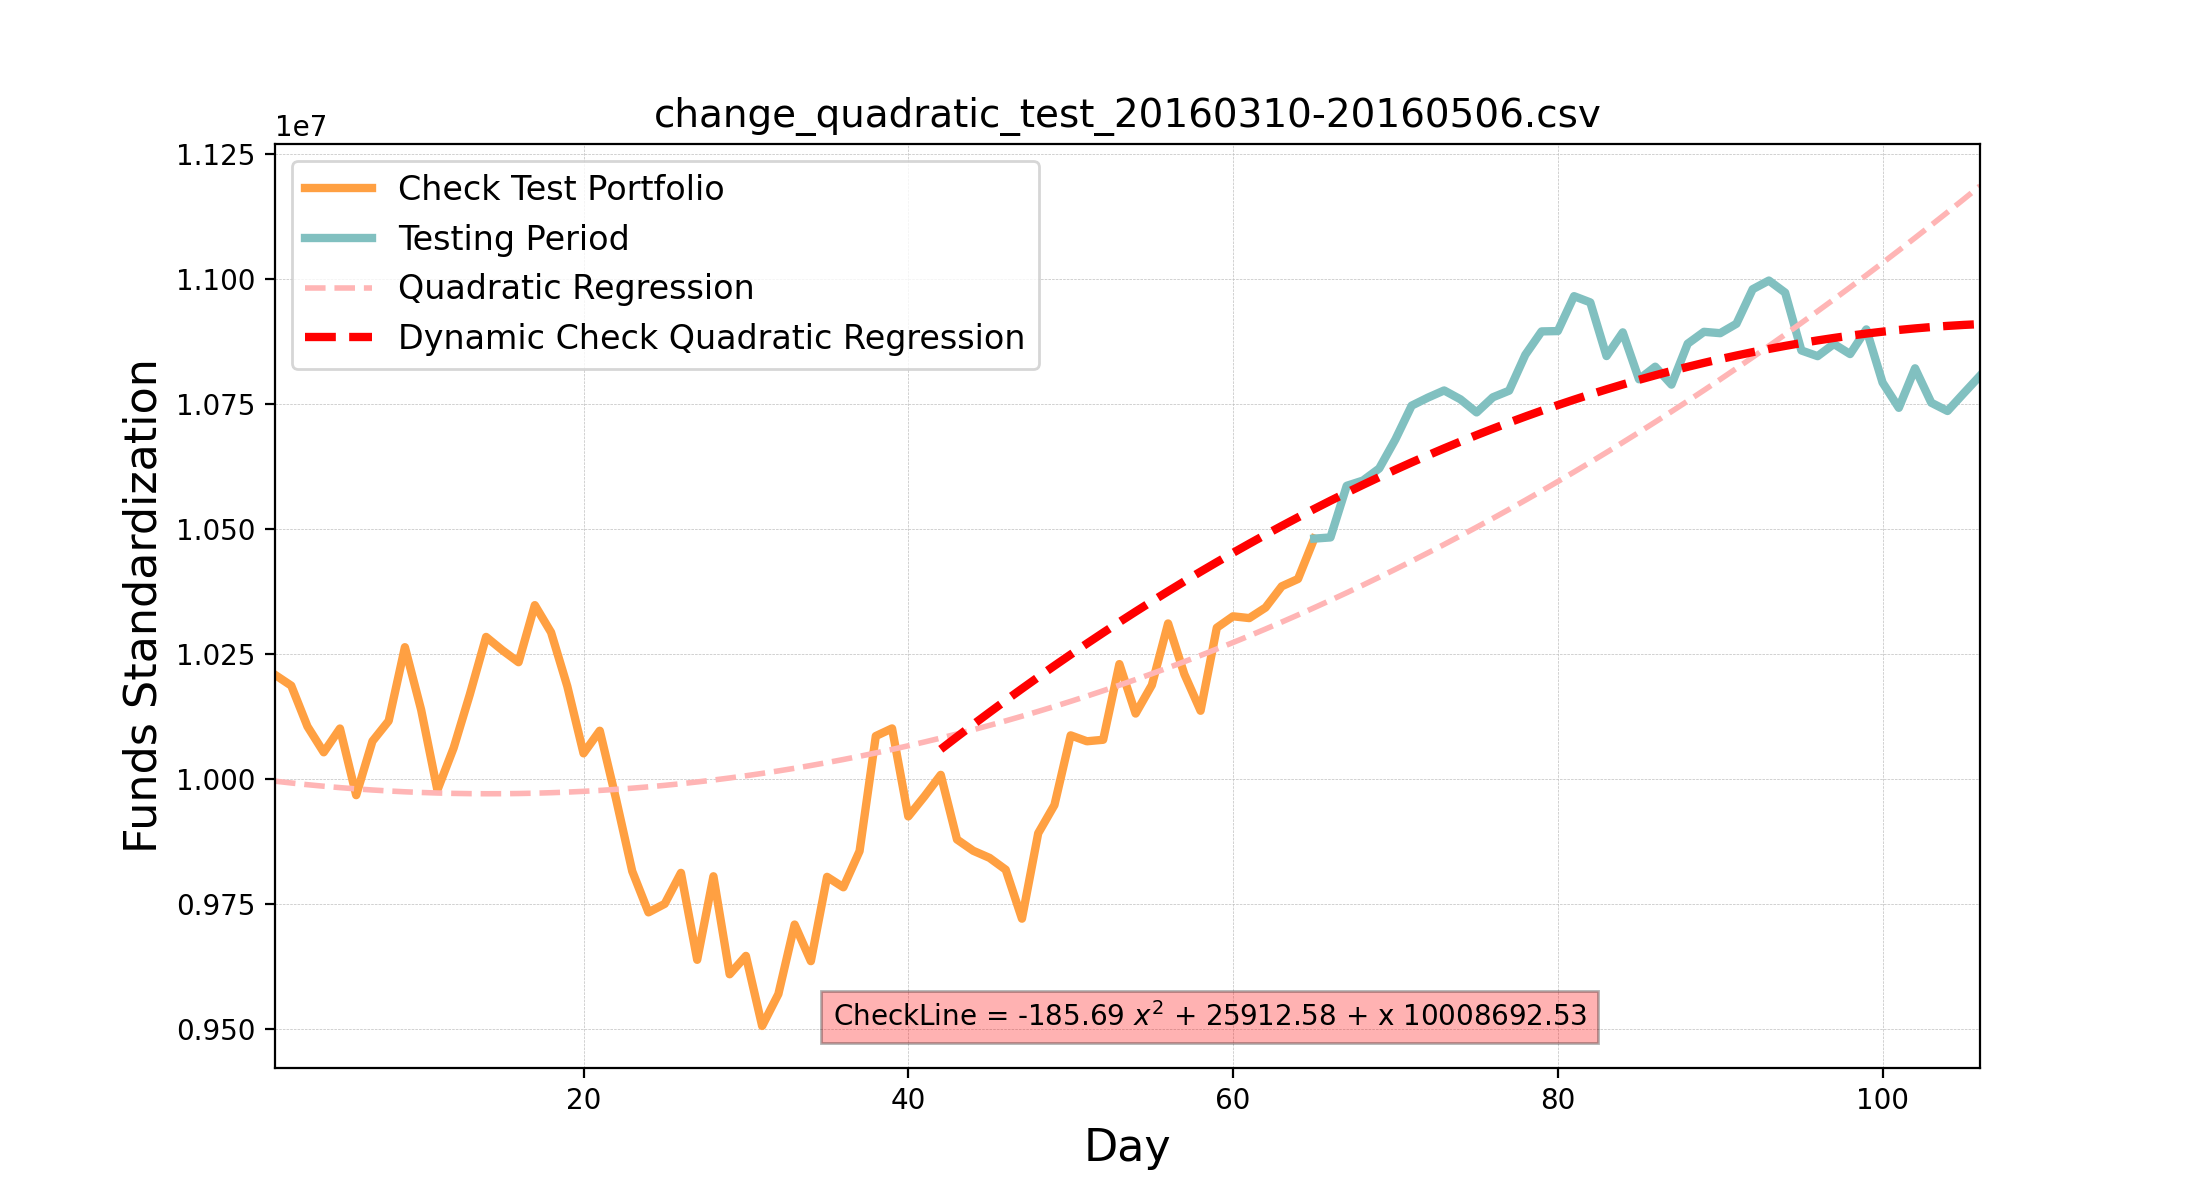 change_quadratic_test_20160310-20160506.csv
1e7
1.125
1.100
1.075
1.050
1.025
1.000
0.975
0.950
Funds Standardization
Check Test Portfolio
Testing Period
Quadratic Regression
Dynamic Check Quadratic Regression
CheckLine = -185.69 x² + 25912.58 + x 10008692.53
20 40 60 80 100
Day